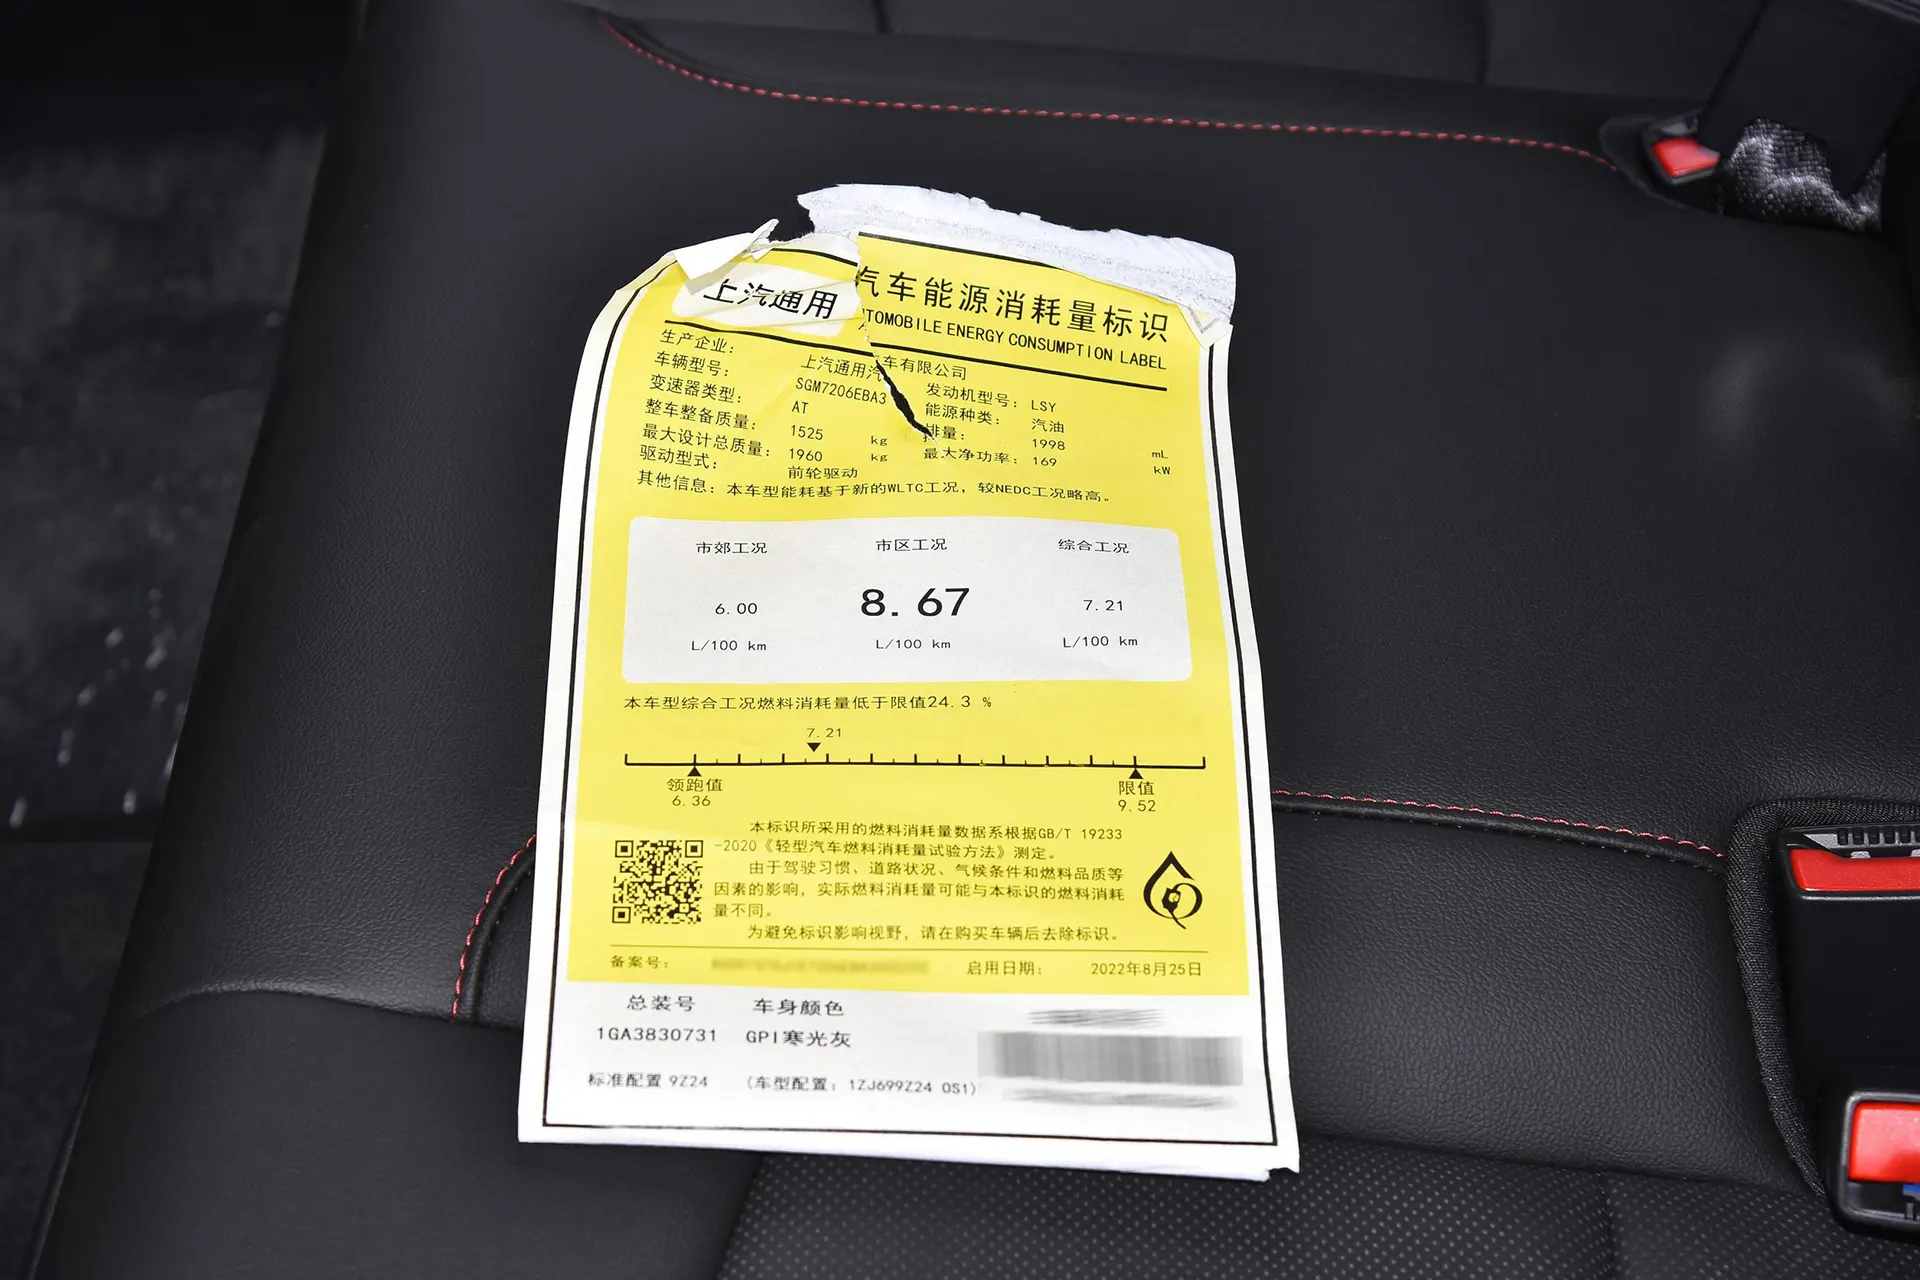 上汽通用
汽车能源消耗量标识
TOMOBILE ENERGY CONSUMPTION LABEL
生产企业: 上汽通用汽车有限公司
车辆型号: SGM7206EBA3 发动机型号: LSY
变速器类型: AT 能源种类: 汽油
整车整备质量: 1525 kg 排量: 1998 mL
最大设计总质量: 1960 kg 最大净功率: 169 kW
驱动型式: 前轮驱动
其他信息: 本车型能耗基于新的WLTC工况, 较NEDC工况略高。
市郊工况 市区工况 综合工况
6.00 8.67 7.21
L/100 km L/100 km L/100 km
本车型综合工况燃料消耗量低于限值24.3 %
7.21
领跑值 限值
6.36 9.52
本标识所采用的燃料消耗量数据系根据GB/T 19233
-2020《轻型汽车燃料消耗量试验方法》测定。
由于驾驶习惯、道路状况、气候条件和燃料品质等
因素的影响, 实际燃料消耗量可能与本标识的燃料消耗
量不同。
为避免标识影响视野, 请在购买车辆后去除标识。
备案号: 启用日期: 2022年8月25日
总装号 车身颜色
1GA3830731 GPI寒光灰
标准配置 9Z24 (车型配置: 1ZJ699Z24 0S1)